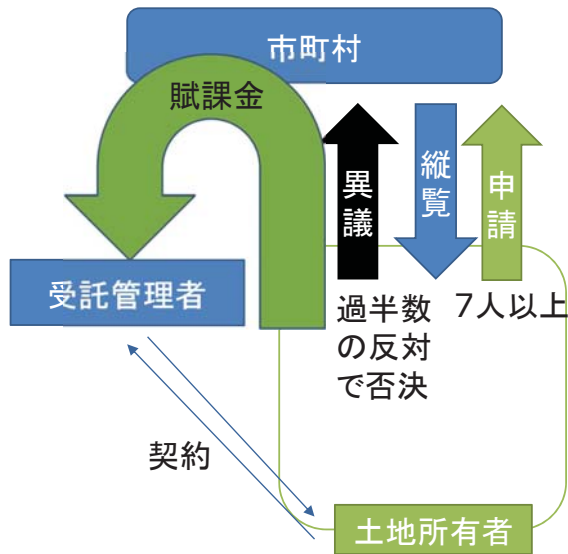 市町村
賦課金
異議
縦覧
申請
受託管理者
過半数
の反対
で否決
7人以上
契約
土地所有者